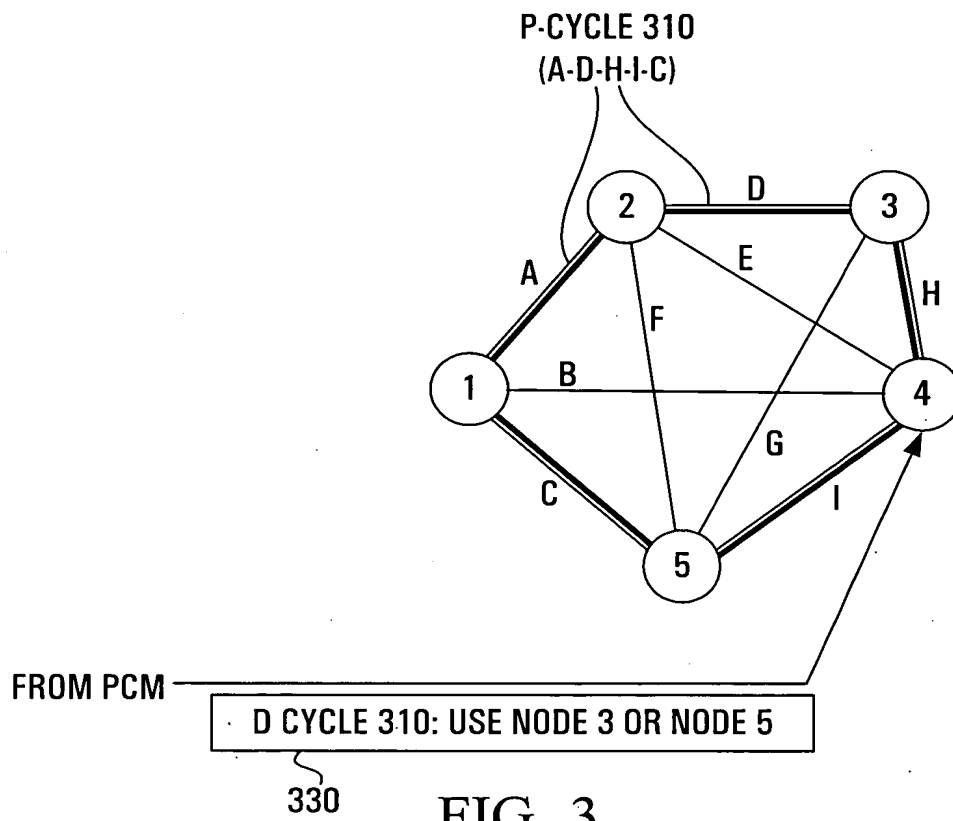 P-CYCLE 310
(A-D-H-I-C)
2
D
3
A
E
H
F
1
B
4
G
C
I
5
FROM PCM
D CYCLE 310: USE NODE 3 OR NODE 5
330
FIG. 3